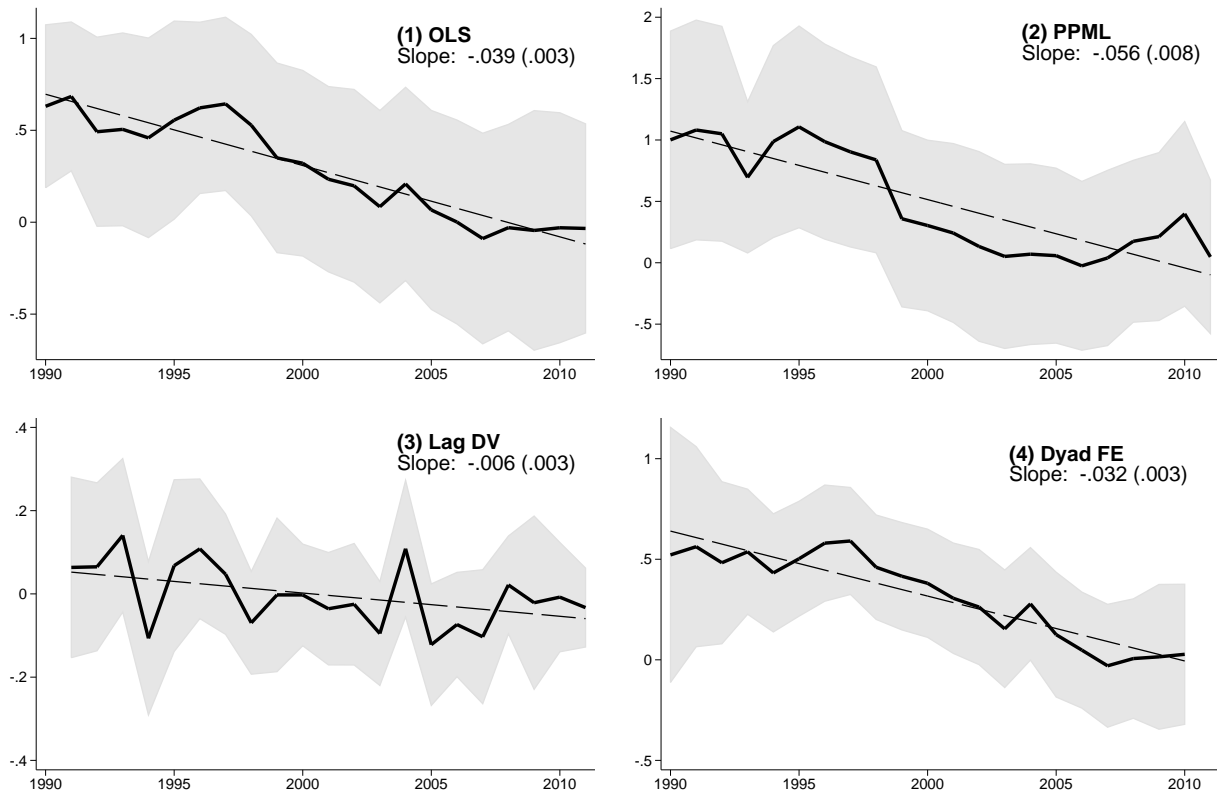 (1) OLS
Slope: -.039 (.003)
1
.5
0
-.5
1990 1995 2000 2005 2010
(2) PPML
Slope: -.056 (.008)
2
1.5
1
.5
0
-.5
1990 1995 2000 2005 2010
(3) Lag DV
Slope: -.006 (.003)
.4
.2
0
-.2
-.4
1990 1995 2000 2005 2010
(4) Dyad FE
Slope: -.032 (.003)
1
.5
0
-.5
1990 1995 2000 2005 2010